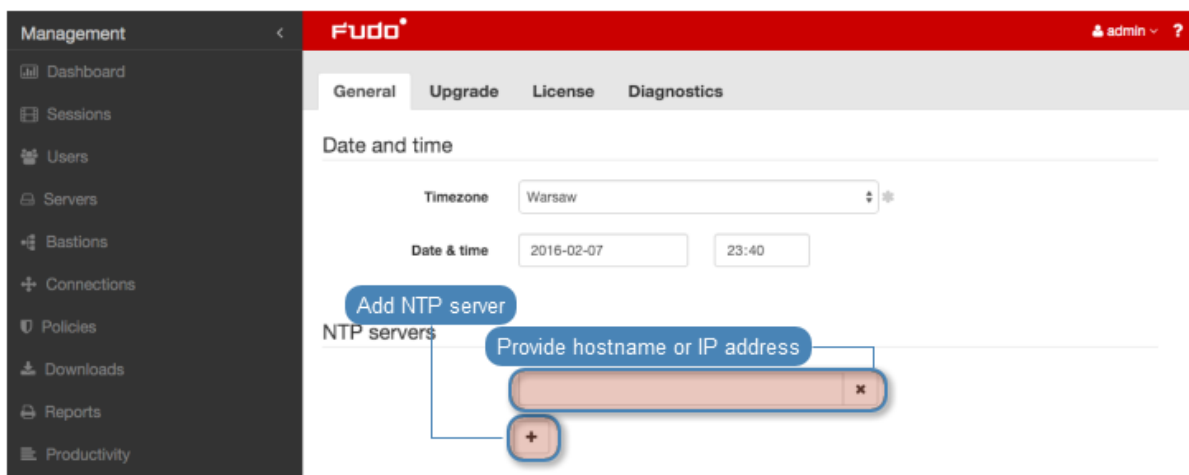 Management
Fudo
admin ?
Dashboard
Sessions
Users
Servers
Bastions
Connections
Policies
Downloads
Reports
Productivity
General Upgrade License Diagnostics
Date and time
Timezone Warsaw
Date & time 2016-02-07 23:40
Add NTP server
NTP servers
Provide hostname or IP address